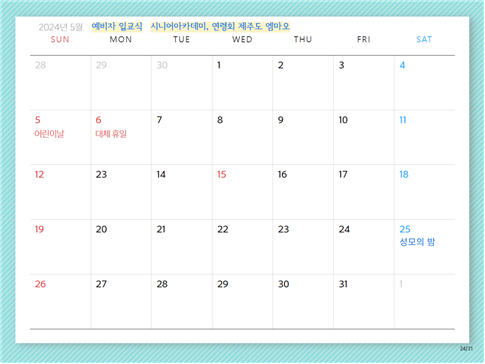 2024년 5월 예비자 입교식 시니어아카데미, 연령회 제주도 엠마오
SUN MON TUE WED THU FRI SAT
28 29 30 1 2 3 4
5 6 7 8 9 10 11
어린이날 대체 휴일
12 23 14 15 16 17 18
19 20 21 22 23 24 25
성모의 밤
26 27 28 29 30 31 1
24/31